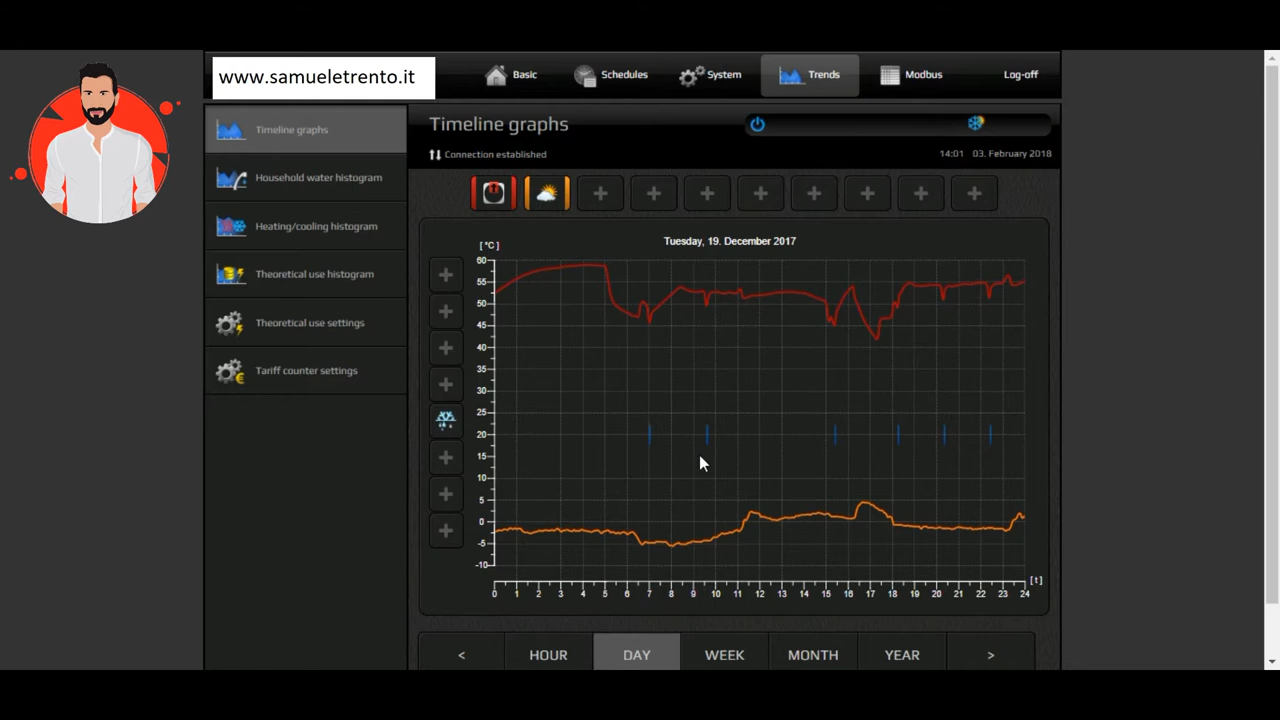 www.samueletrento.it
Basic
Schedules
System
Trends
Modbus
Log-off
Timeline graphs
Household water histogram
Heating/cooling histogram
Theoretical use histogram
Theoretical use settings
Tariff counter settings
Timeline graphs
Connection established
14:01 03. February 2018
Tuesday, 19. December 2017
[°C]
60
55
50
45
40
35
30
25
20
15
10
5
0
-5
-10
[t]
0 1 2 3 4 5 6 7 8 9 10 11 12 13 14 15 16 17 18 19 20 21 22 23 24
< HOUR DAY WEEK MONTH YEAR >